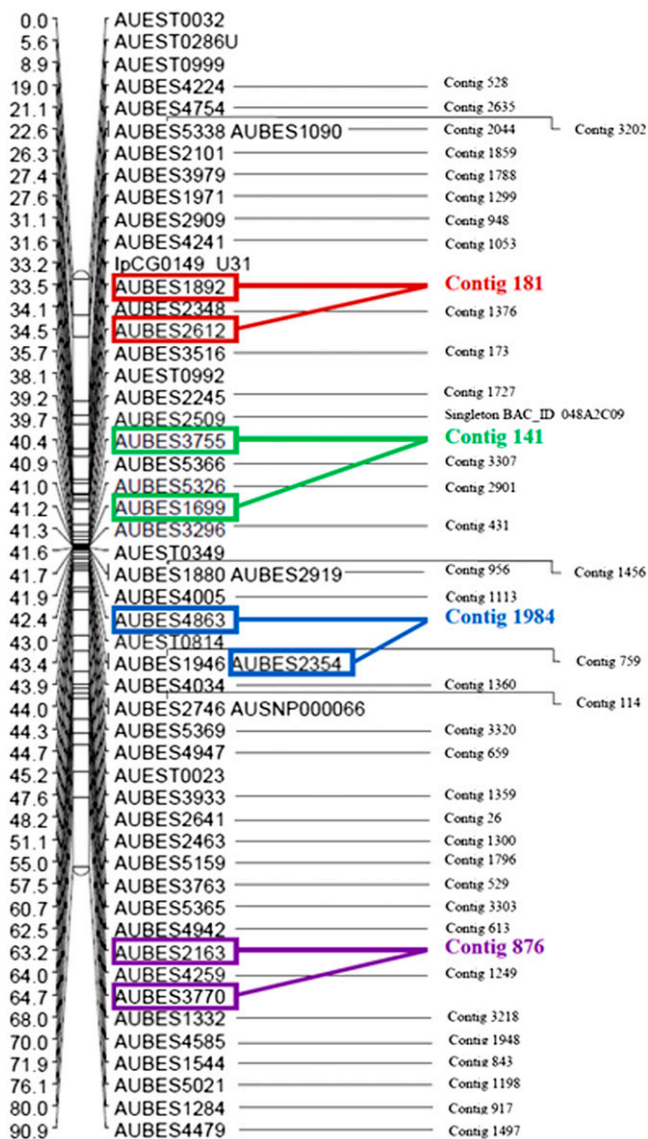 0.0 AUEST0032
5.6 AUEST0286U
8.9 AUEST0999
19.0 AUBES4224 Contig 528
21.1 AUBES4754 Contig 2635
22.6 AUBES5338 AUBES1090 Contig 2044 Contig 3202
26.3 AUBES2101 Contig 1859
27.4 AUBES3979 Contig 1788
27.6 AUBES1971 Contig 1299
31.1 AUBES2909 Contig 948
31.6 AUBES4241 Contig 1053
33.2 IpCG0149_U31
33.5 AUBES1892 Contig 181
34.1 AUBES2348 Contig 1376
34.5 AUBES2612
35.7 AUBES3516 Contig 173
38.1 AUEST0992
39.2 AUBES2245 Contig 1727
39.7 AUBES2509 Singleton BAC_ID 048A2C09
40.4 AUBES3755 Contig 141
40.9 AUBES5366 Contig 3307
41.0 AUBES5326 Contig 2901
41.2 AUBES1699
41.3 AUBES3296 Contig 431
41.6 AUEST0349
41.7 AUBES1880 AUBES2919 Contig 956 Contig 1456
41.9 AUBES4005 Contig 1113
42.4 AUBES4863 Contig 1984
43.0 AUEST0814
43.4 AUBES1946 AUBES2354 Contig 759
43.9 AUBES4034 Contig 1360
44.0 AUBES2746 AUSNP000066 Contig 114
44.3 AUBES5369 Contig 3320
44.7 AUBES4947 Contig 659
45.2 AUEST0023
47.6 AUBES3933 Contig 1359
48.2 AUBES2641 Contig 26
51.1 AUBES2463 Contig 1300
55.0 AUBES5159 Contig 1796
57.5 AUBES3763 Contig 529
60.7 AUBES5365 Contig 3303
62.5 AUBES4942 Contig 613
63.2 AUBES2163 Contig 876
64.0 AUBES4259 Contig 1249
64.7 AUBES3770
68.0 AUBES1332 Contig 3218
70.0 AUBES4585 Contig 1948
71.9 AUBES1544 Contig 843
76.1 AUBES5021 Contig 1198
80.0 AUBES1284 Contig 917
90.9 AUBES4479 Contig 1497